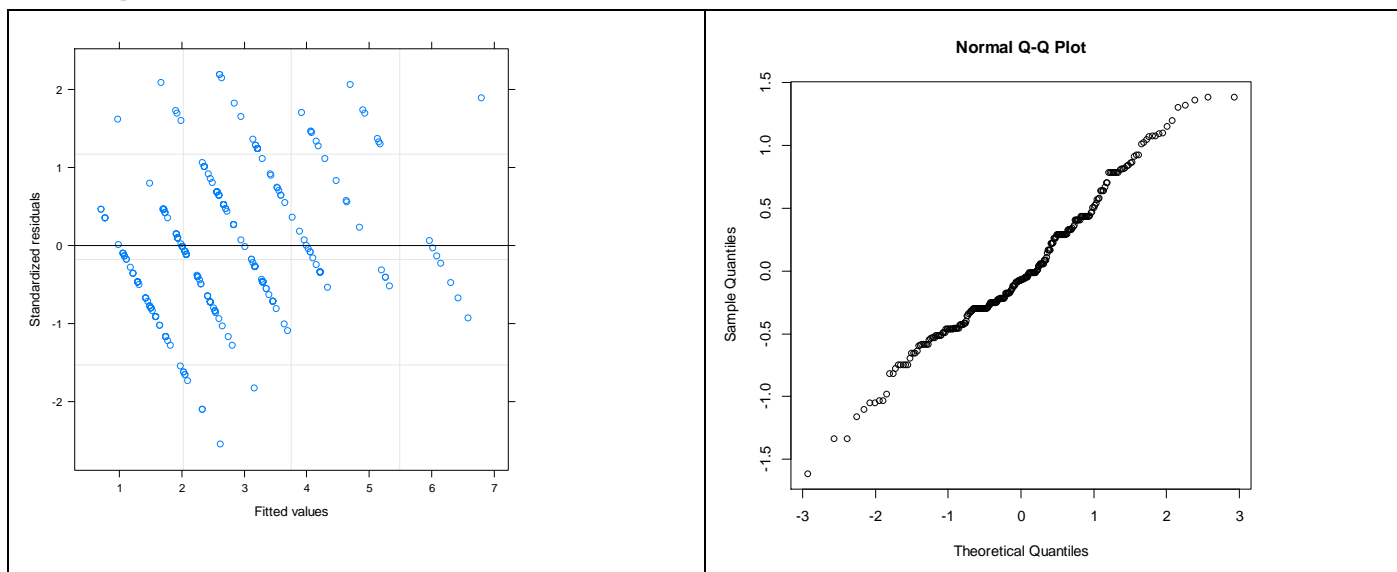 2
1
0
-1
-2
Standardized residuals
1 2 3 4 5 6 7
Fitted values
Normal Q-Q Plot
1.5
1.0
0.5
0.0
-0.5
-1.0
-1.5
Sample Quantiles
-3 -2 -1 0 1 2 3
Theoretical Quantiles